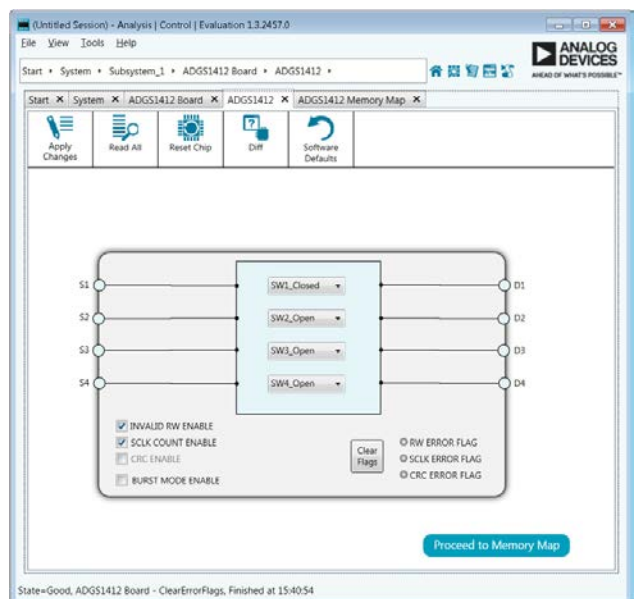 (Untitled Session) - Analysis | Control | Evaluation 1.3.2457.0
File View Tools Help
Start System Subsystem_1 ADGS1412 Board ADGS1412
ANALOG
DEVICES
AHEAD OF WHAT'S POSSIBLE™
Start System ADGS1412 Board ADGS1412 ADGS1412 Memory Map
Apply Changes
Read All
Reset Chip
Diff
Software Defaults
S1 SW1_Closed D1
S2 SW2_Open D2
S3 SW3_Open D3
S4 SW4_Open D4
INVALID RW ENABLE
SCLK COUNT ENABLE
CRC ENABLE
BURST MODE ENABLE
Clear
Flags
RW ERROR FLAG
SCLK ERROR FLAG
CRC ERROR FLAG
Proceed to Memory Map
State=Good, ADGS1412 Board - ClearErrorFlags, Finished at 15:40:54